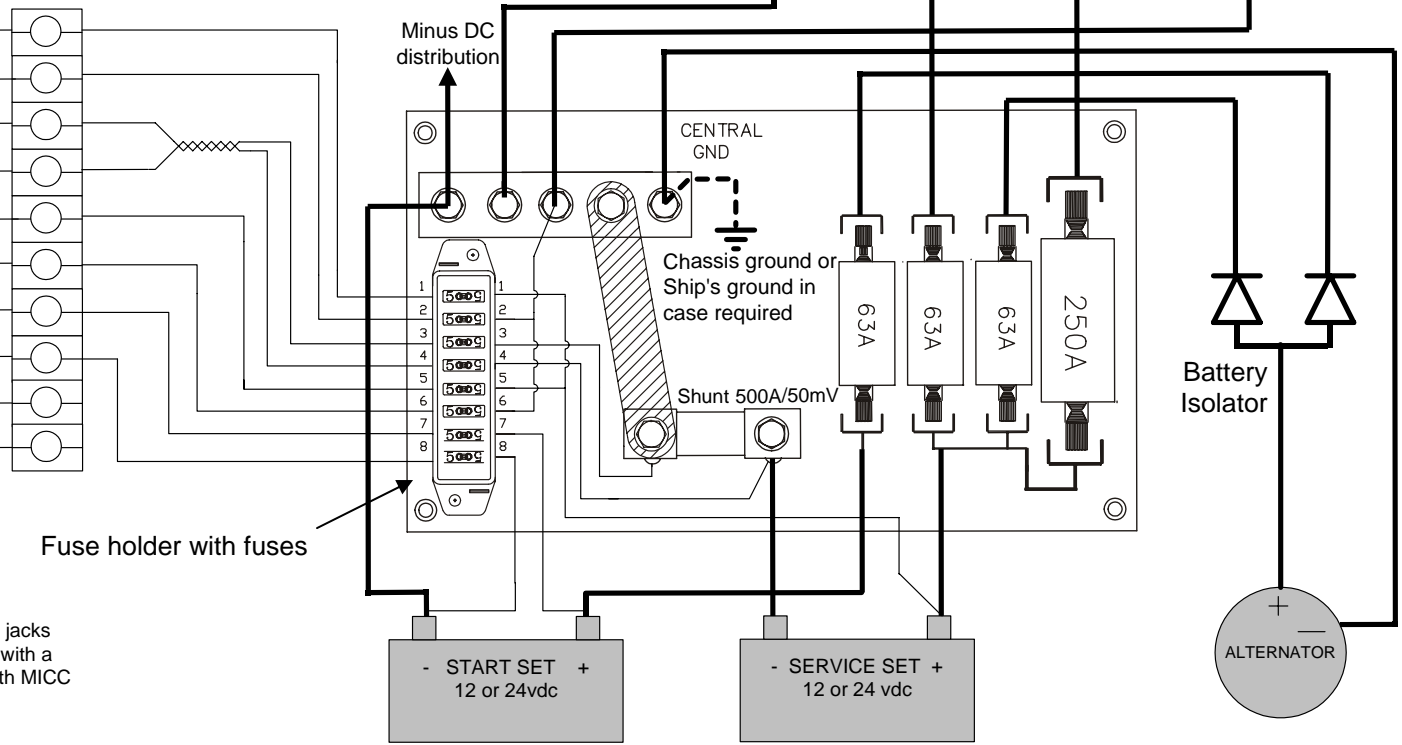 Minus DC
distribution
CENTRAL
GND
Chassis ground or
Ship's ground in
case required
1
2
3
4
5
6
7
8
1
2
3
4
5
6
7
8
63A
63A
63A
250A
Shunt 500A/50mV
Battery
Isolator
Fuse holder with fuses
jacks
with a
th MICC
- START SET +
12 or 24vdc
- SERVICE SET +
12 or 24 vdc
+
—
ALTERNATOR